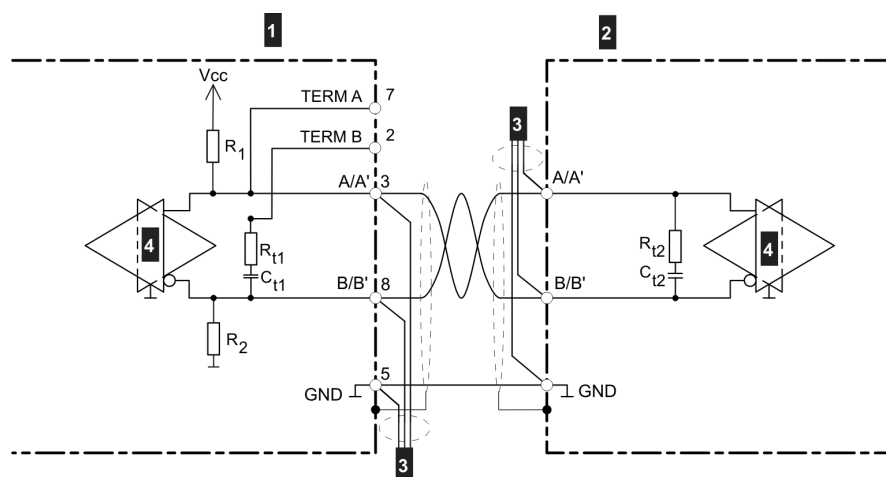 1
2
Vcc
TERM A
7
TERM B
2
R1
3
A/A'
3
A/A'
4
Rt1
Ct1
Rt2
Ct2
4
B/B'
8
B/B'
R2
5
GND
GND
3